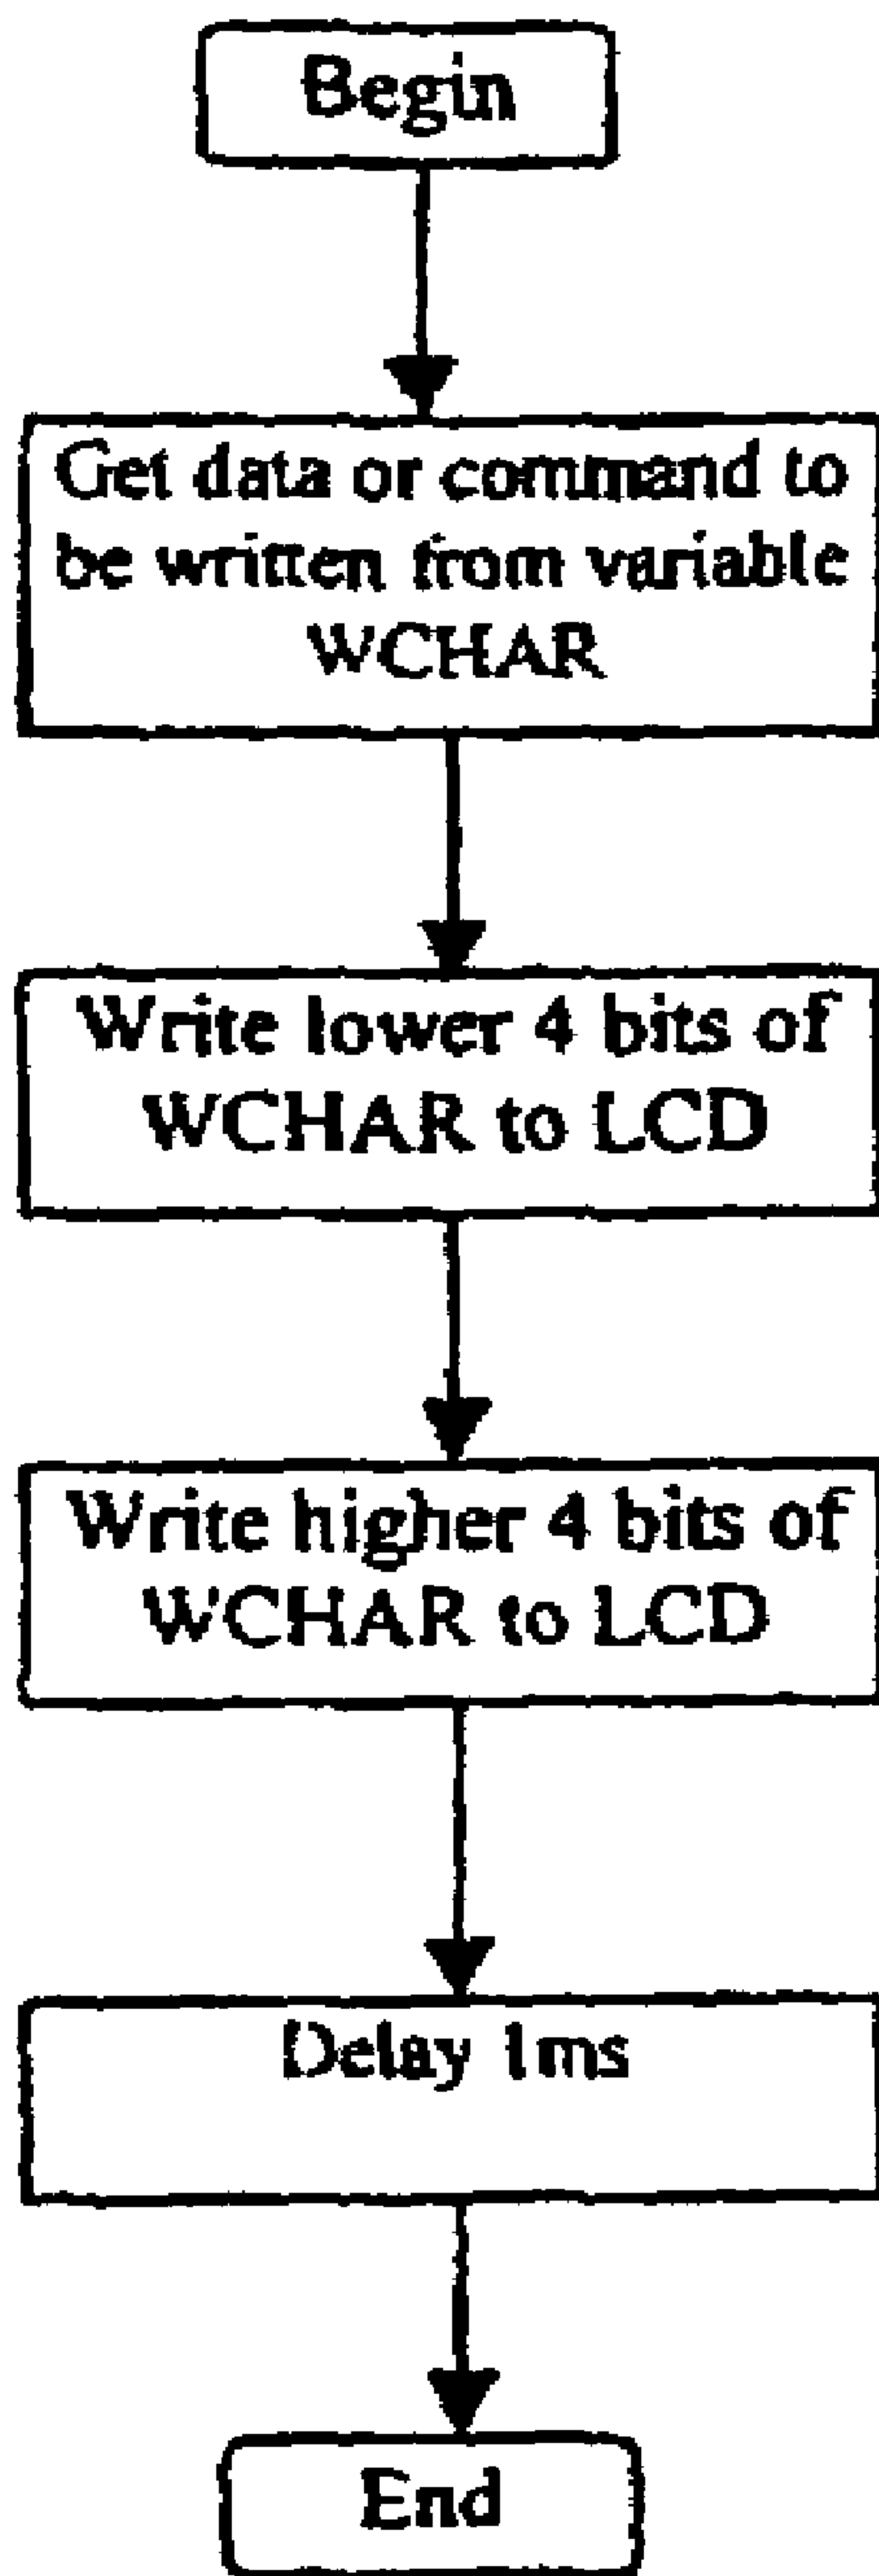 Begin
Get data or command to
be written from variable
WCHAR
Write lower 4 bits of
WCHAR to LCD
Write higher 4 bits of
WCHAR to LCD
Delay 1ms
End